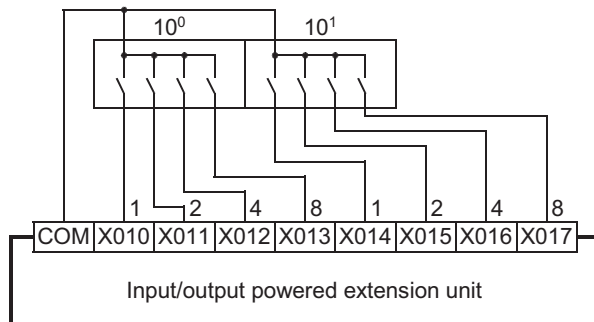 10⁰ 10¹
1 2 4 8 1 2 4 8
COM X010 X011 X012 X013 X014 X015 X016 X017
Input/output powered extension unit